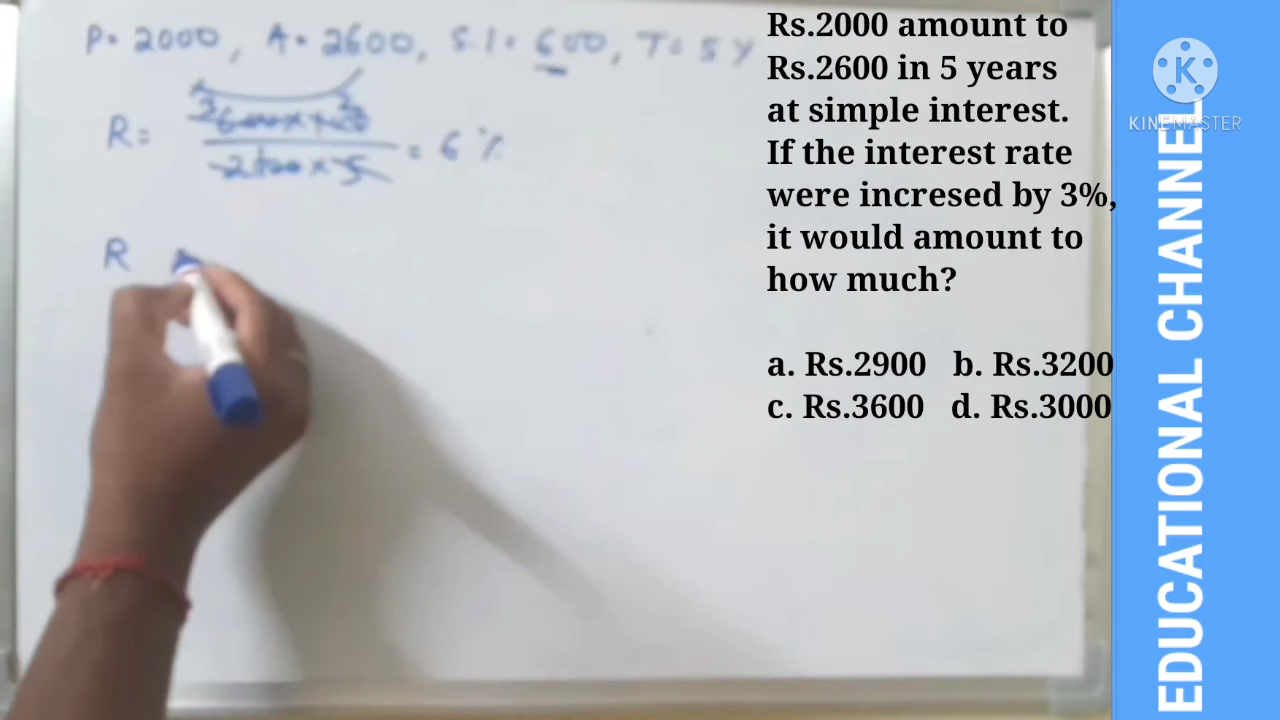 P = 2000, A = 2600, S.I = 600, T = 5 Y
R = 
2000 x 5 = 6 %
R
Rs.2000 amount to
Rs.2600 in 5 years
at simple interest.
If the interest rate
were incresed by 3%,
it would amount to
how much?
a. Rs.2900 b. Rs.3200
c. Rs.3600 d. Rs.3000
K
KINEMASTER
EDUCATIONAL CHANNEL